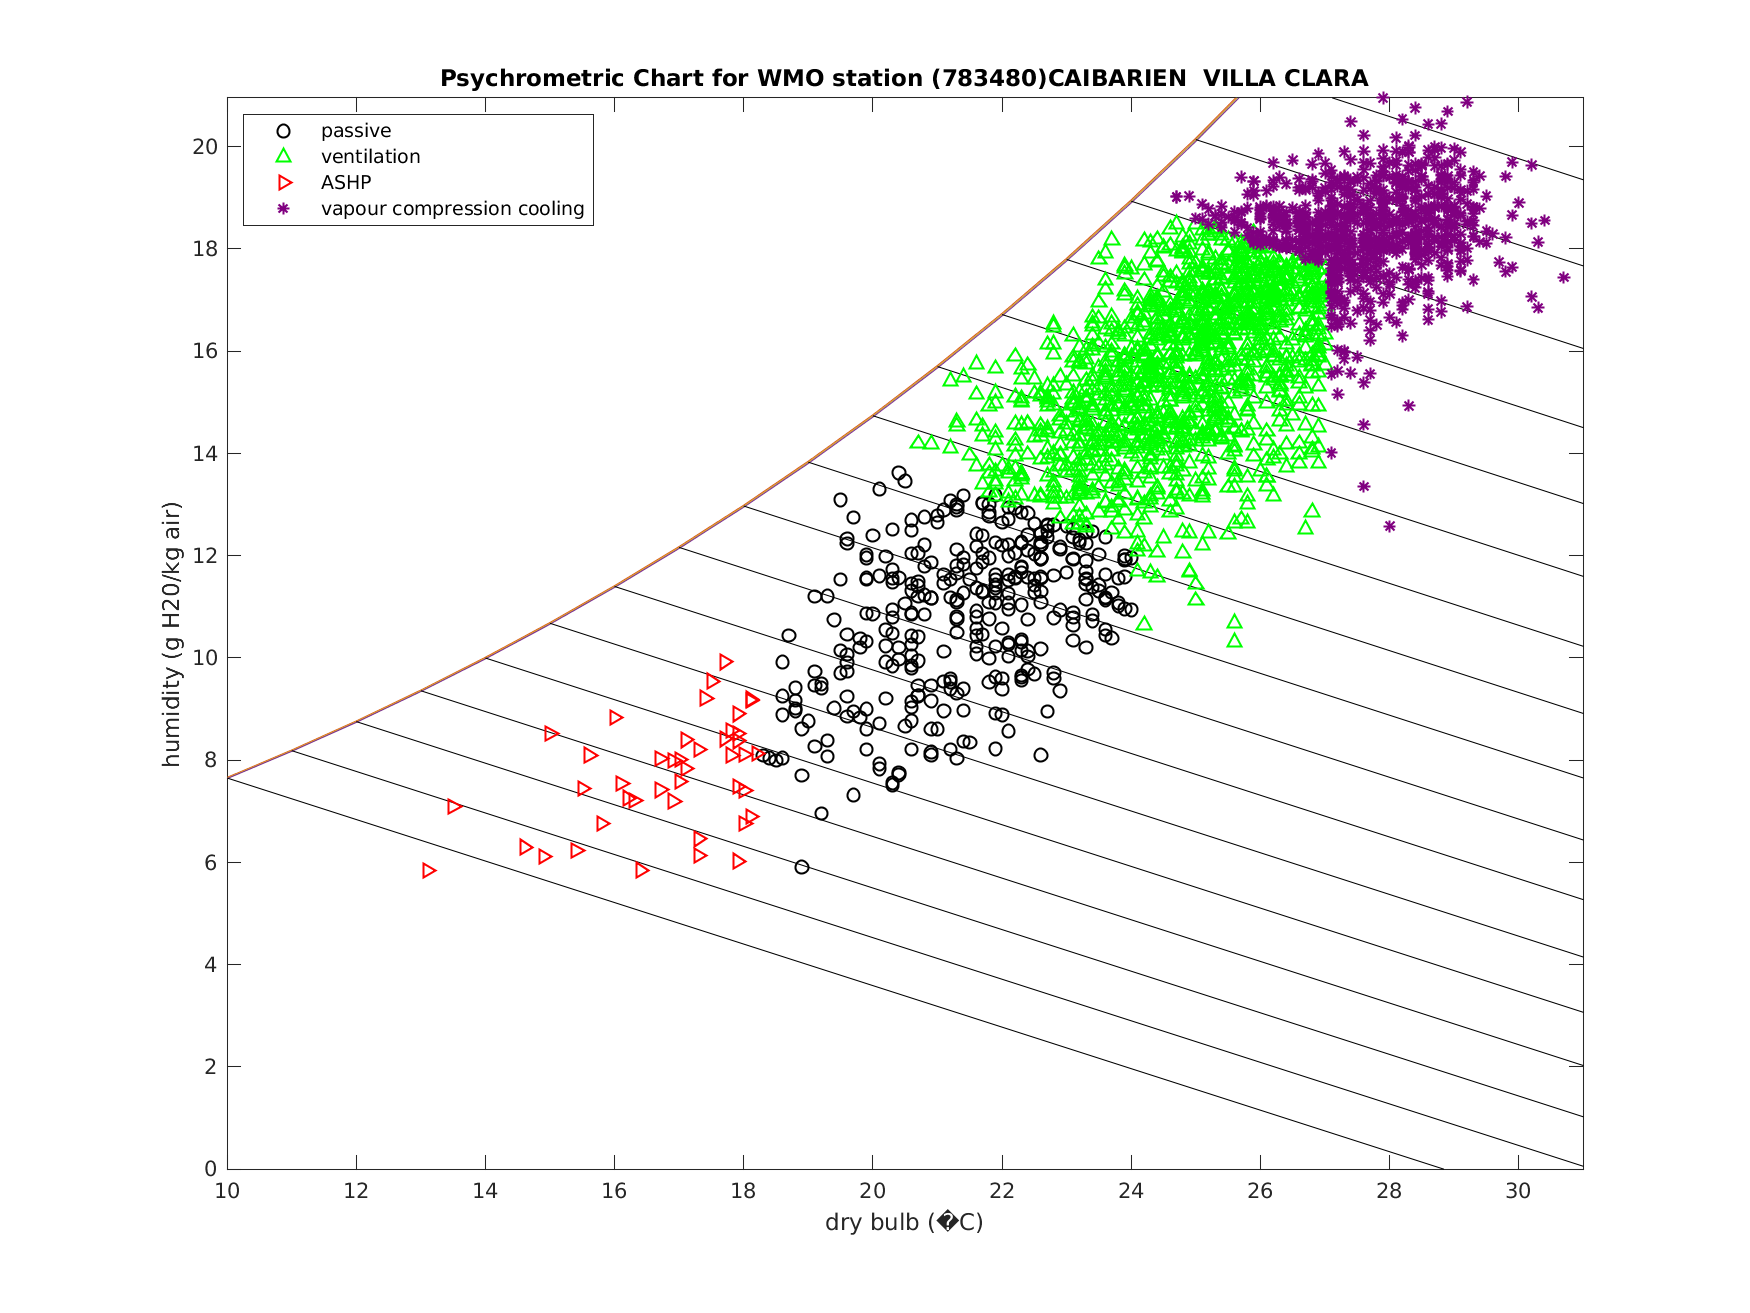 Psychrometric Chart for WMO station (783480)CAIBARIEN  VILLA CLARA
passive
ventilation
ASHP
vapour compression cooling
humidity (g H20/kg air)
20
18
16
14
12
10
8
6
4
2
0
10 12 14 16 18 20 22 24 26 28 30
dry bulb (�C)